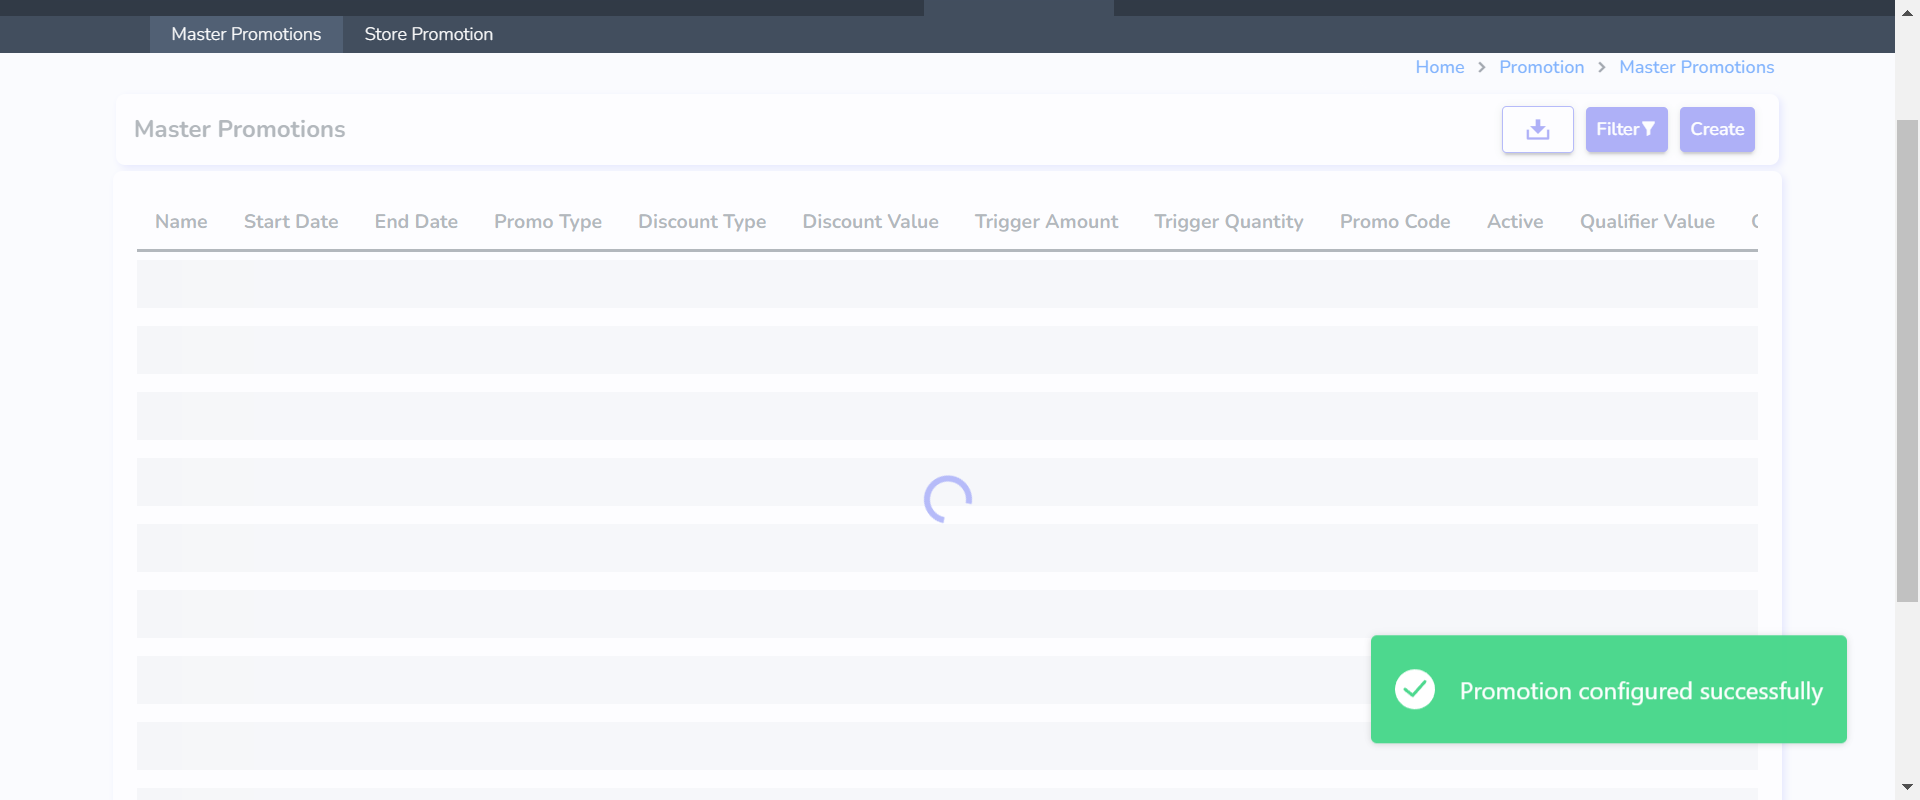 Master Promotions Store Promotion
Home > Promotion > Master Promotions
Master Promotions
Filter Create
Name Start Date End Date Promo Type Discount Type Discount Value Trigger Amount Trigger Quantity Promo Code Active Qualifier Value
Promotion configured successfully